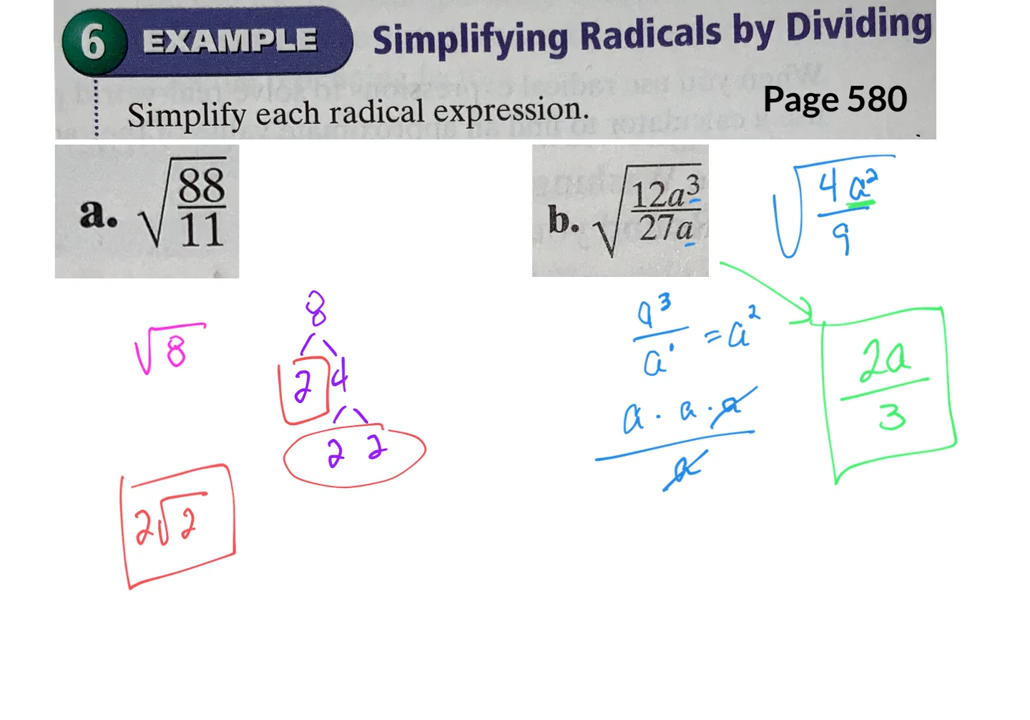 6 EXAMPLE Simplifying Radicals by Dividing
Simplify each radical expression. Page 580
a. √(88/11)
b. √(12a³/27a)
√(4a²/9)
√8
8
2 4
2 2
2√2
a³/a¹ = a²
a · a · a / a
2a/3